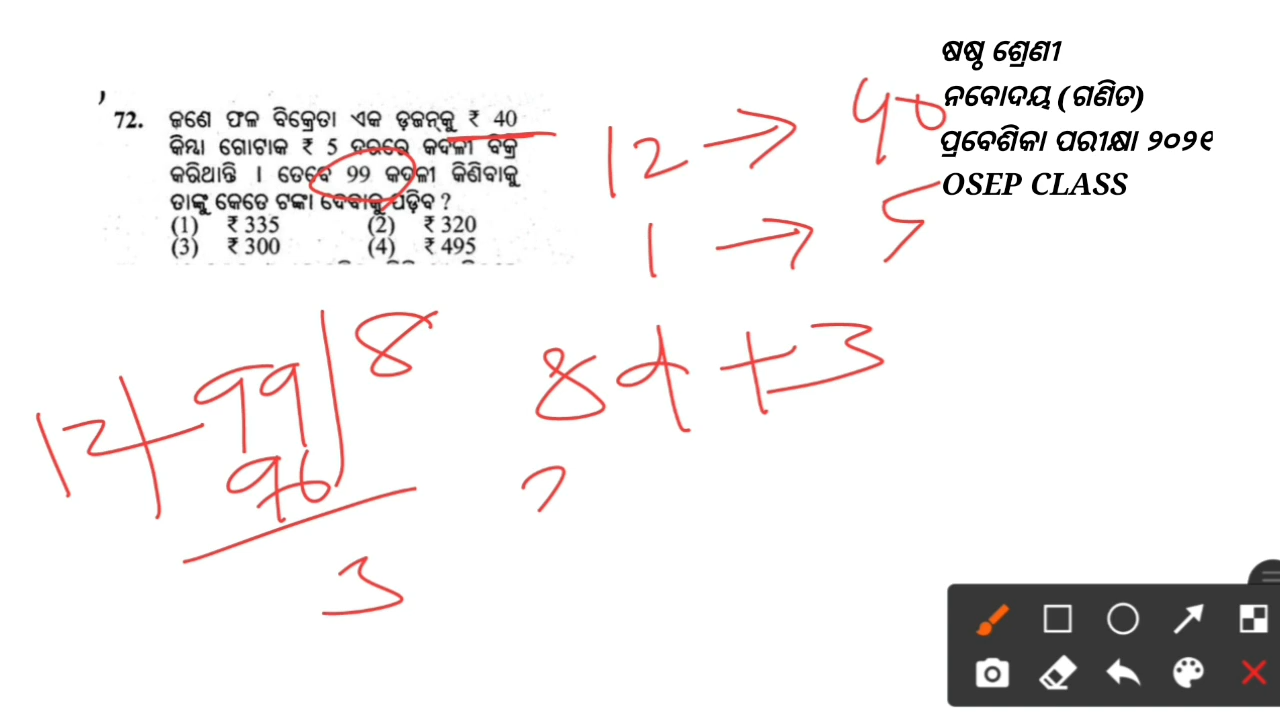 ଷଷ୍ଠ ଶ୍ରେଣୀ
ନବୋଦୟ (ଗଣିତ)
ପ୍ରବେଶିକା ପରୀକ୍ଷା ୨୦୨୧
OSEP CLASS
72. ଜଣେ ଫଳ ବିକ୍ରେତା ଏକ ଡ଼ଜନ୍‌କୁ ₹ 40
କିମ୍ବା ଗୋଟାକ ₹ 5 ଦରରେ କଦଳୀ ବିକ୍ରି
କରିଥାନ୍ତି । ତେବେ 99 କଦଳୀ କିଣିବାକୁ
ତାଙ୍କୁ କେତେ ଟଙ୍କା ଦେବାକୁ ପଡ଼ିବ ?
(1) ₹ 335 (2) ₹ 320
(3) ₹ 300 (4) ₹ 495
12 → 40
1 → 5
12 99 8
96
3
8d + 3